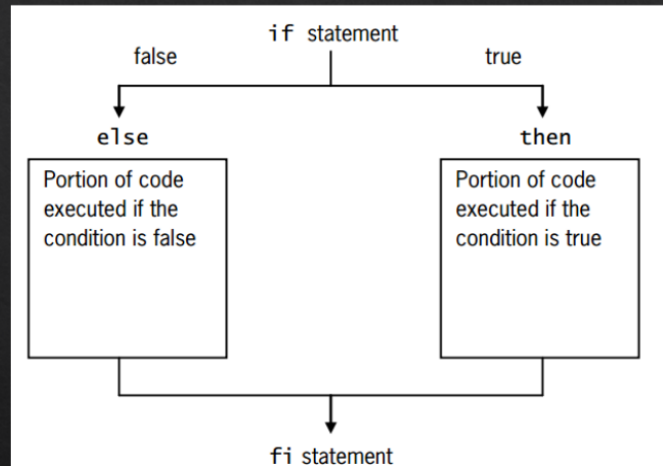 if statement
false
true
else
then
Portion of code
executed if the
condition is false
Portion of code
executed if the
condition is true
fi statement